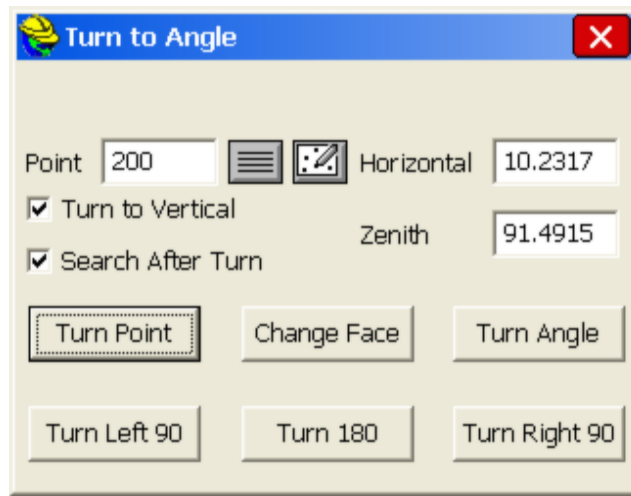 Turn to Angle
Point 200 Horizontal 10.2317
Turn to Vertical
Zenith 91.4915
Search After Turn
Turn Point Change Face Turn Angle
Turn Left 90 Turn 180 Turn Right 90